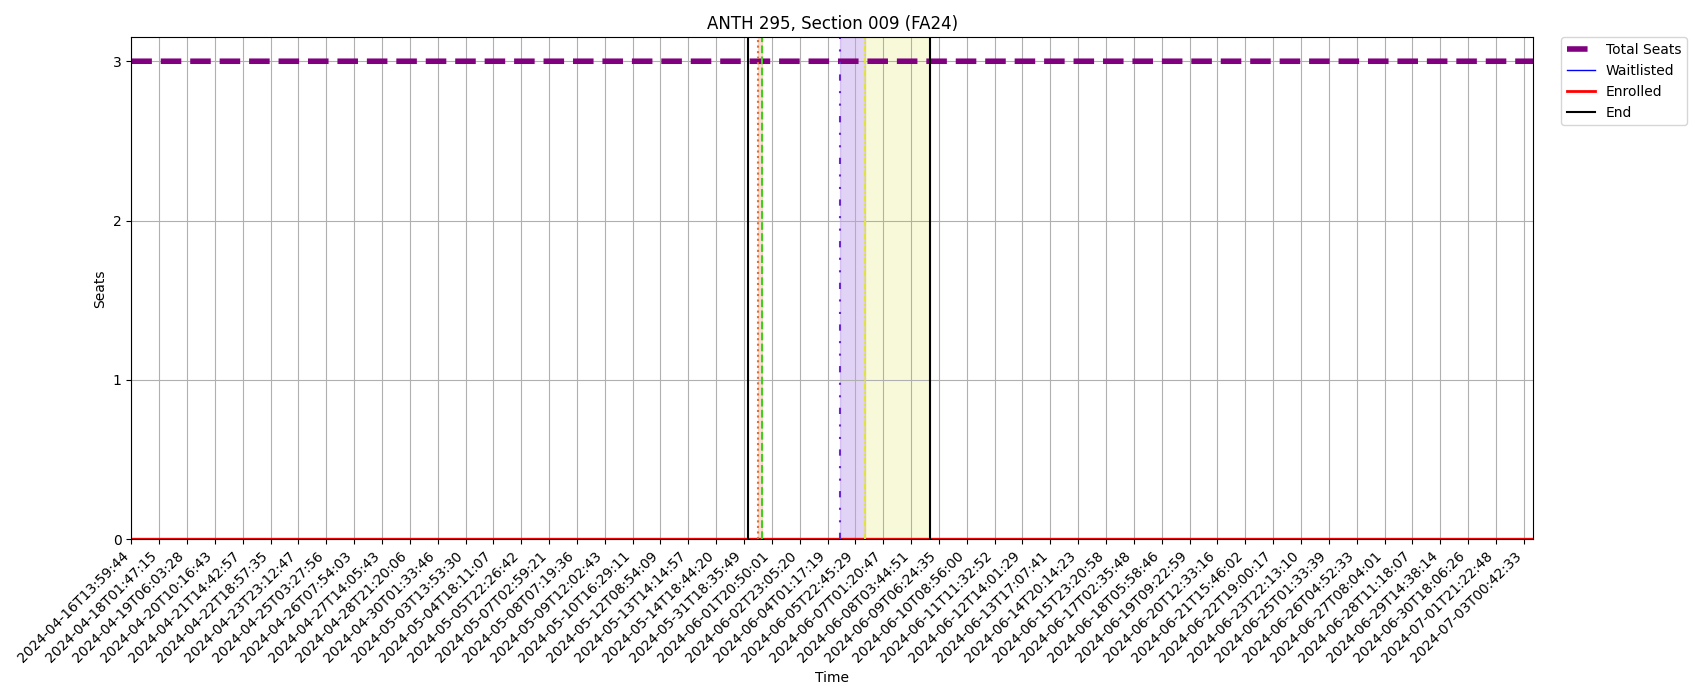 ANTH 295, Section 009 (FA24)
Total Seats
Waitlisted
Enrolled
End
Seats
3
2
1
0
2024-04-16T13:59:44
2024-04-18T01:47:15
2024-04-19T06:03:28
2024-04-20T10:16:43
2024-04-21T14:42:57
2024-04-22T18:57:35
2024-04-23T23:12:47
2024-04-25T03:27:56
2024-04-26T07:54:03
2024-04-27T14:05:43
2024-04-28T21:20:06
2024-04-30T01:33:46
2024-05-03T13:53:30
2024-05-04T18:11:07
2024-05-05T22:26:42
2024-05-07T02:59:21
2024-05-08T07:19:36
2024-05-09T12:02:43
2024-05-10T16:29:11
2024-05-12T08:54:09
2024-05-13T14:14:57
2024-05-14T18:44:20
2024-05-31T18:35:49
2024-06-01T20:50:01
2024-06-02T23:05:20
2024-06-04T01:17:19
2024-06-05T22:45:29
2024-06-07T01:20:47
2024-06-08T03:44:51
2024-06-09T06:24:35
2024-06-10T08:56:00
2024-06-11T11:32:52
2024-06-12T14:01:29
2024-06-13T17:07:41
2024-06-14T20:14:23
2024-06-15T23:20:58
2024-06-17T02:35:48
2024-06-18T05:58:46
2024-06-19T09:22:59
2024-06-20T12:33:16
2024-06-21T15:46:02
2024-06-22T19:00:17
2024-06-23T22:13:10
2024-06-25T01:33:39
2024-06-26T04:52:33
2024-06-27T08:04:01
2024-06-28T11:18:07
2024-06-29T14:38:14
2024-06-30T18:06:26
2024-07-01T21:22:48
2024-07-03T00:42:33
Time